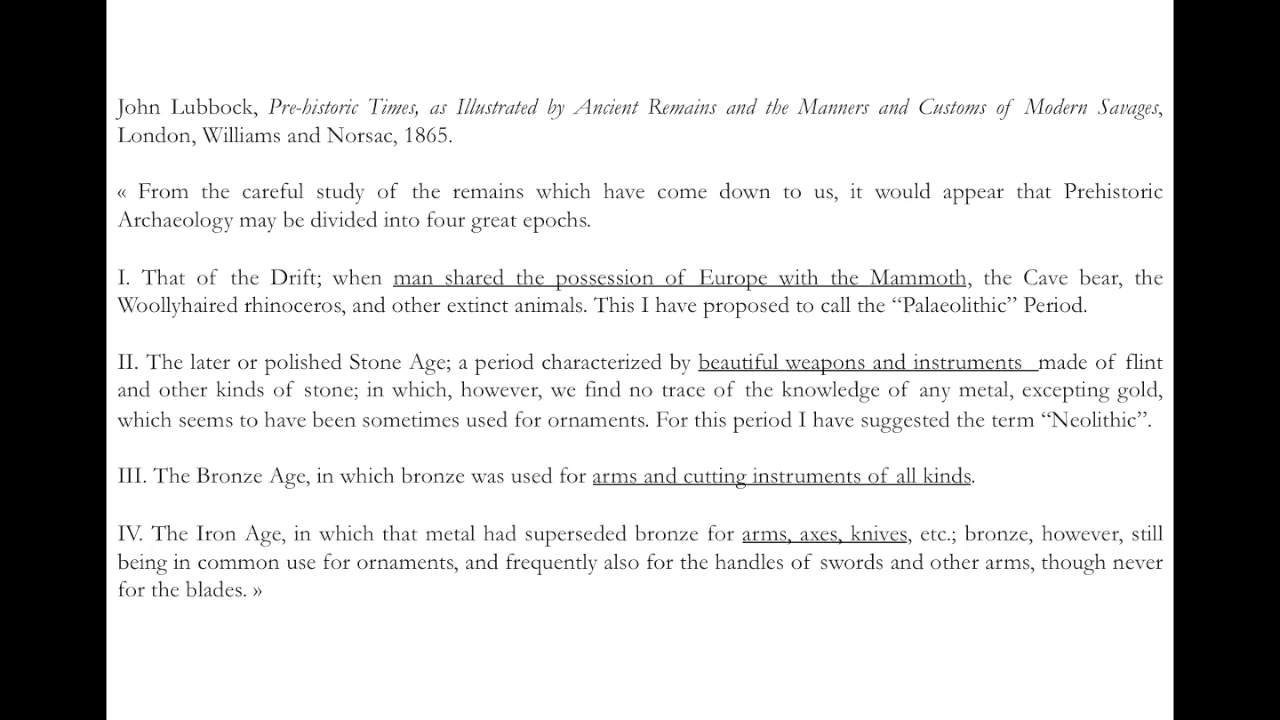 John Lubbock, Pre-historic Times, as Illustrated by Ancient Remains and the Manners and Customs of Modern Savages,
London, Williams and Norsac, 1865.
« From the careful study of the remains which have come down to us, it would appear that Prehistoric
Archaeology may be divided into four great epochs.
I. That of the Drift; when man shared the possession of Europe with the Mammoth, the Cave bear, the
Woollyhaired rhinoceros, and other extinct animals. This I have proposed to call the “Palaeolithic” Period.
II. The later or polished Stone Age; a period characterized by beautiful weapons and instruments made of flint
and other kinds of stone; in which, however, we find no trace of the knowledge of any metal, excepting gold,
which seems to have been sometimes used for ornaments. For this period I have suggested the term “Neolithic”.
III. The Bronze Age, in which bronze was used for arms and cutting instruments of all kinds.
IV. The Iron Age, in which that metal had superseded bronze for arms, axes, knives, etc.; bronze, however, still
being in common use for ornaments, and frequently also for the handles of swords and other arms, though never
for the blades. »